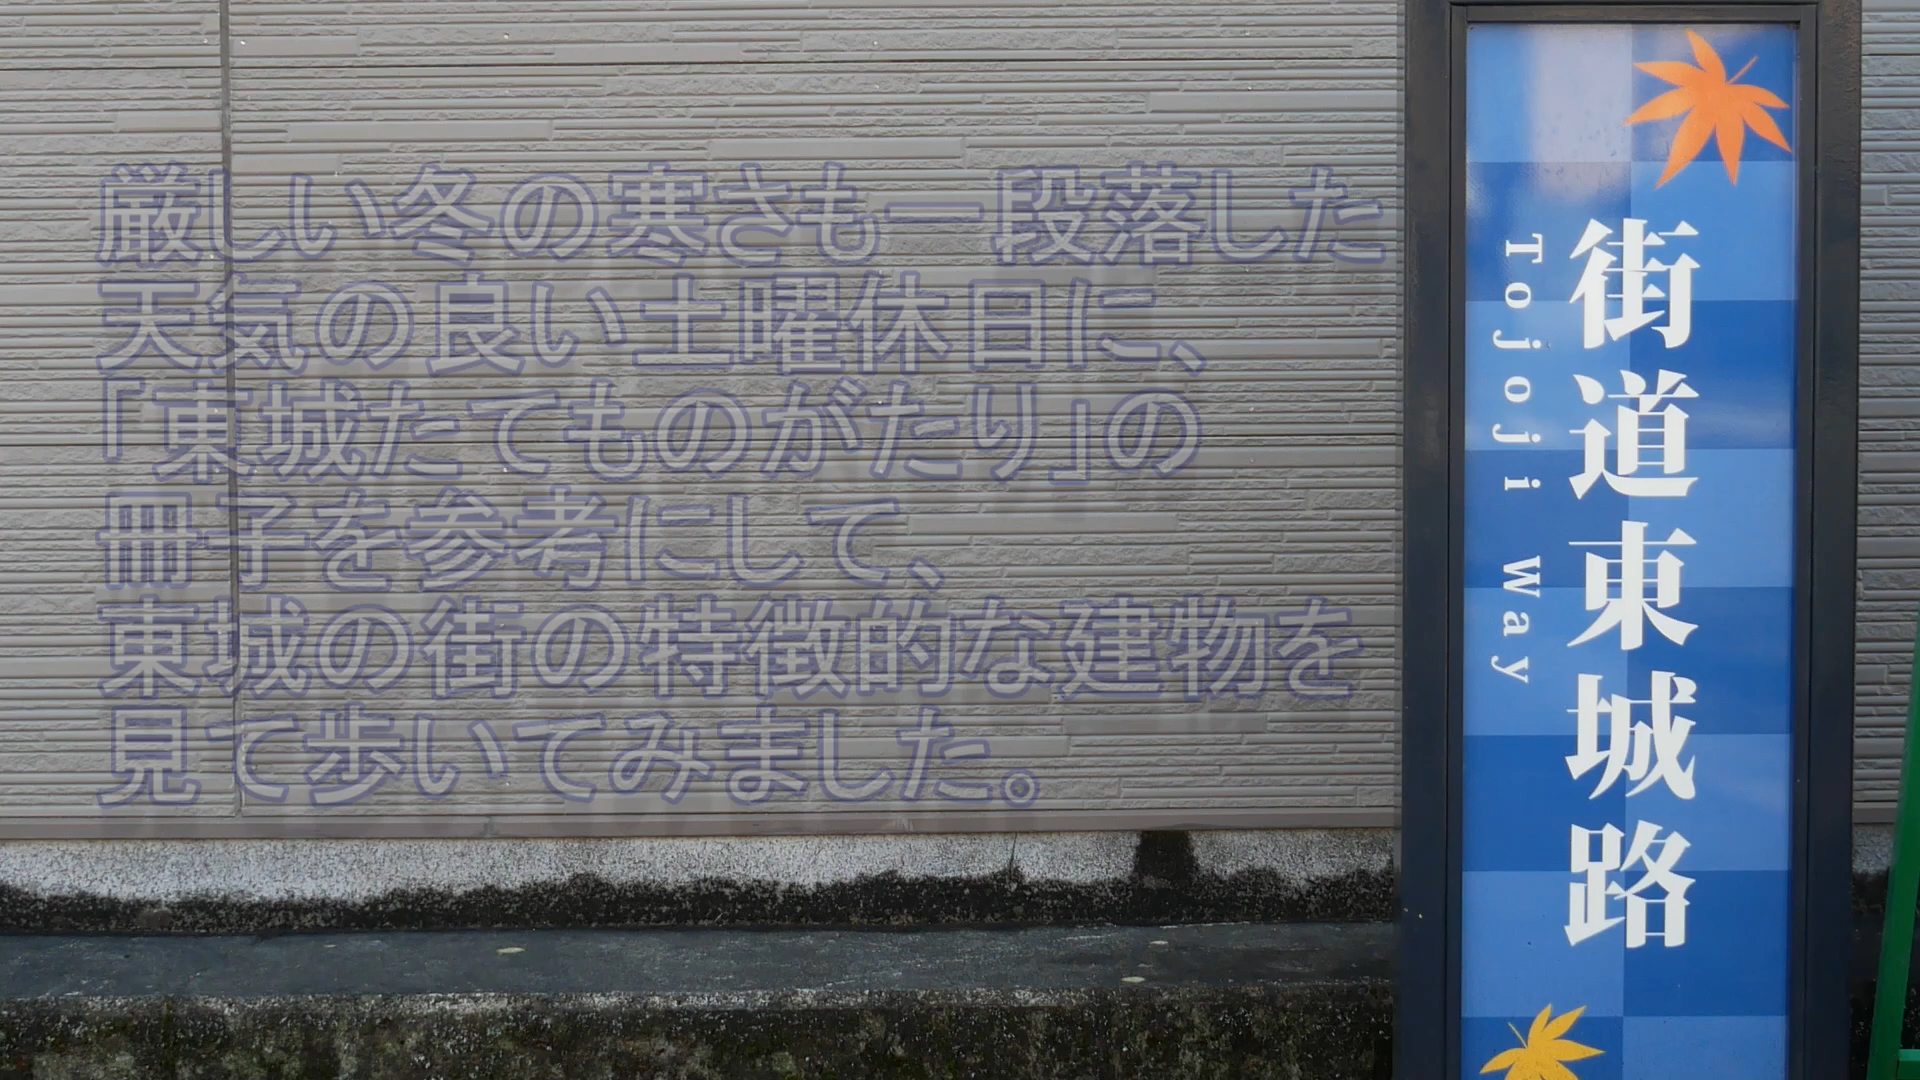 厳しい冬の寒さも一段落した
天気の良い土曜休日に、
「東城たてものがたり」の
冊子を参考にして、
東城の街の特徴的な建物を
見て歩いてみました。
街道東城路
Tojoji Way